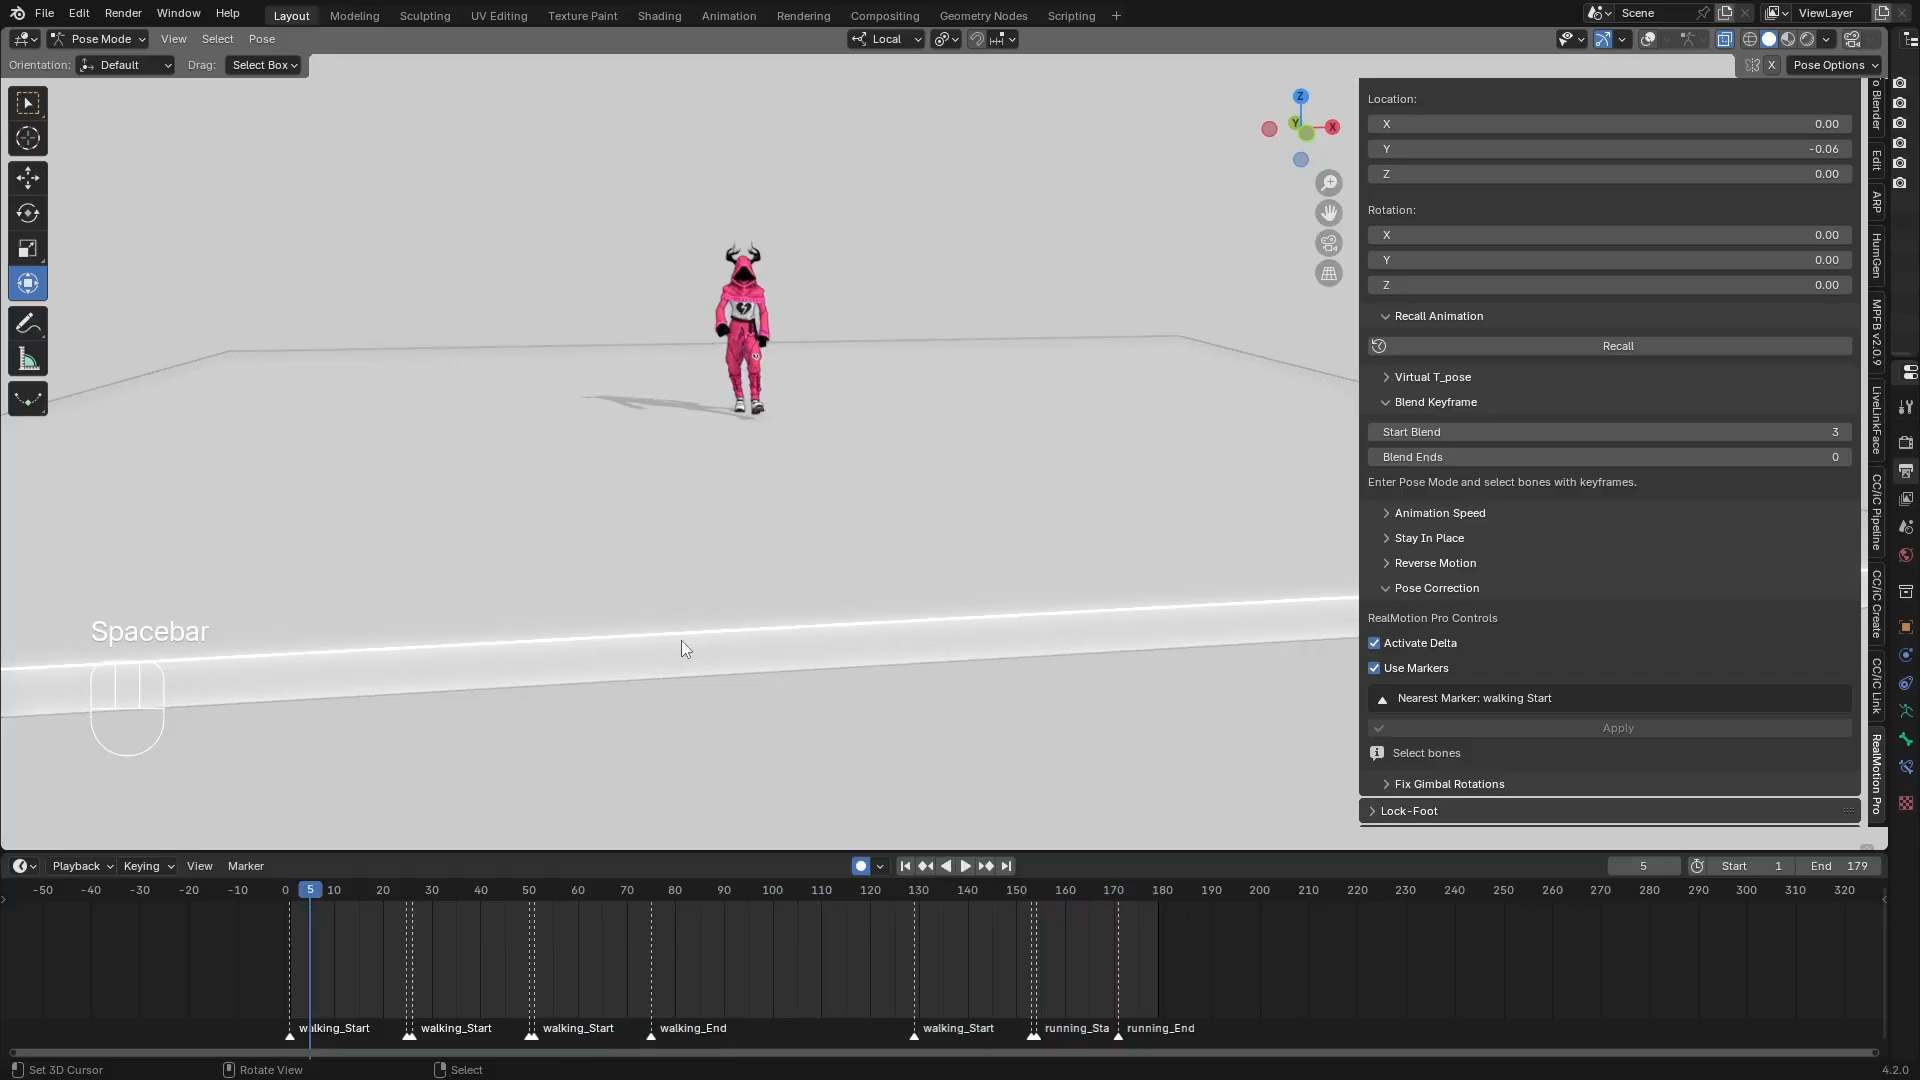 File Edit Render Window Help Layout Modeling Sculpting UV Editing Texture Paint Shading Animation Rendering Compositing Geometry Nodes Scripting + Scene ViewLayer
Pose Mode View Select Pose Local
Orientation: Default Drag: Select Box X Pose Options
Z
Y
X
Location:
X 0.00
Y -0.06
Z 0.00
Rotation:
X 0.00
Y 0.00
Z 0.00
Recall Animation
Recall
Virtual T_pose
Blend Keyframe
Start Blend 3
Blend Ends 0
Enter Pose Mode and select bones with keyframes.
Animation Speed
Stay In Place
Reverse Motion
Pose Correction
RealMotion Pro Controls
Activate Delta
Use Markers
Nearest Marker: walking Start
Apply
Select bones
Fix Gimbal Rotations
Lock-Foot
o Blender
Edit
ARP
HumGen
MPFB v2.0.9
LiveLinkFace
CC/iC Pipeline
CC/iC Create
CC/iC Link
RealMotion Pro
Spacebar
Playback Keying View Marker 5 Start 1 End 179
-50 -40 -30 -20 -10 0 5 10 20 30 40 50 60 70 80 90 100 110 120 130 140 150 160 170 180 190 200 210 220 230 240 250 260 270 280 290 300 310 320
walking_Start walking_Start walking_Start walking_End walking_Start running_Sta running_End
Set 3D Cursor Rotate View Select 4.2.0